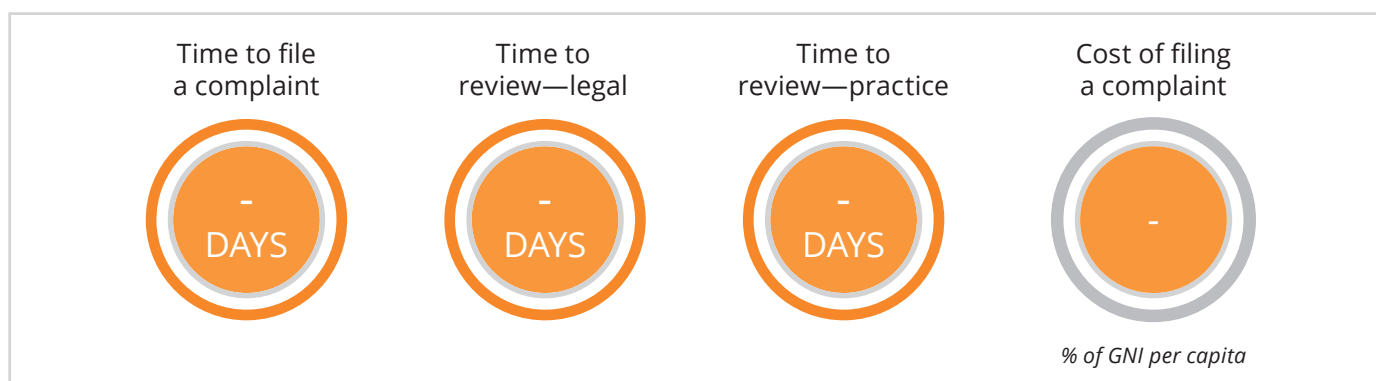 Time to file
a complaint
-
DAYS
Time to
review—legal
-
DAYS
Time to
review—practice
-
DAYS
Cost of filing
a complaint
-
% of GNI per capita